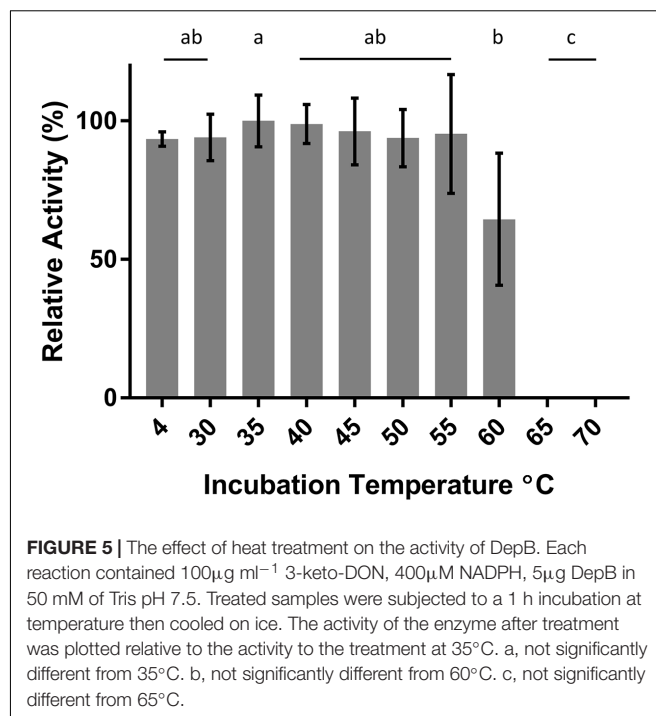 ab a ab b c
Relative Activity (%)
100
50
0
4 30 35 40 45 50 55 60 65 70
Incubation Temperature °C
FIGURE 5 | The effect of heat treatment on the activity of DepB. Each
reaction contained 100μg ml−1 3-keto-DON, 400μM NADPH, 5μg DepB in
50 mM of Tris pH 7.5. Treated samples were subjected to a 1 h incubation at
temperature then cooled on ice. The activity of the enzyme after treatment
was plotted relative to the activity to the treatment at 35°C. a, not significantly
different from 35°C. b, not significantly different from 60°C. c, not significantly
different from 65°C.